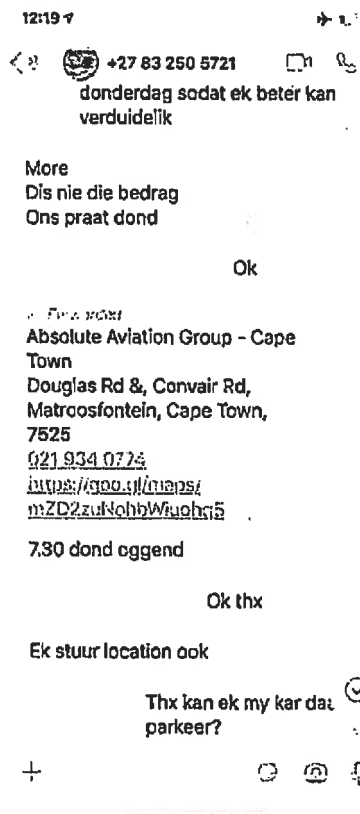 12:19
+27 83 250 5721
donderdag sodat ek beter kan
verduidelik
More
Dis nie die bedrag
Ons praat dond
Ok
Absolute Aviation Group - Cape
Town
Douglas Rd &, Convair Rd,
Matroosfontein, Cape Town,
7525
021 934 0774
https://goo.gl/maps/
7.30 dond oggend
Ok thx
Ek stuur location ook
Thx kan ek my kar daa
parkeer?